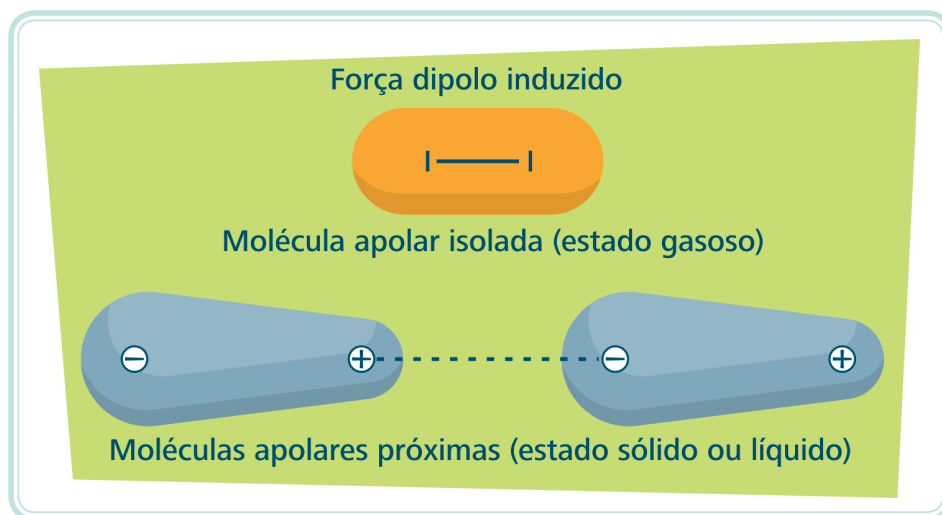 Força dipolo induzido
I — I
Molécula apolar isolada (estado gasoso)
− + − +
Moléculas apolares próximas (estado sólido ou líquido)